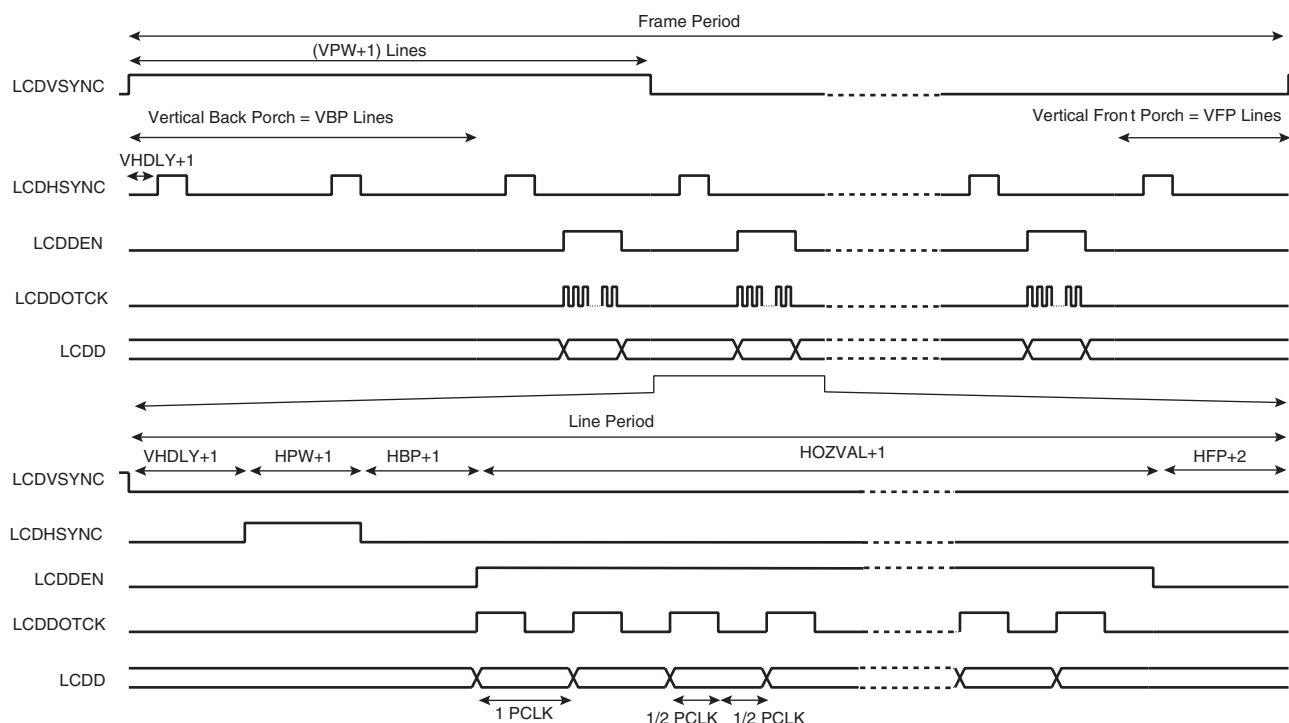 Frame Period
(VPW+1) Lines
LCDVSYNC
Vertical Back Porch = VBP Lines
Vertical Front Porch = VFP Lines
VHDLY+1
LCDHSYNC
LCDDEN
LCDDOTCK
LCDD
Line Period
VHDLY+1 HPW+1 HBP+1 HOZVAL+1 HFP+2
LCDVSYNC
LCDHSYNC
LCDDEN
LCDDOTCK
LCDD
1 PCLK 1/2 PCLK 1/2 PCLK